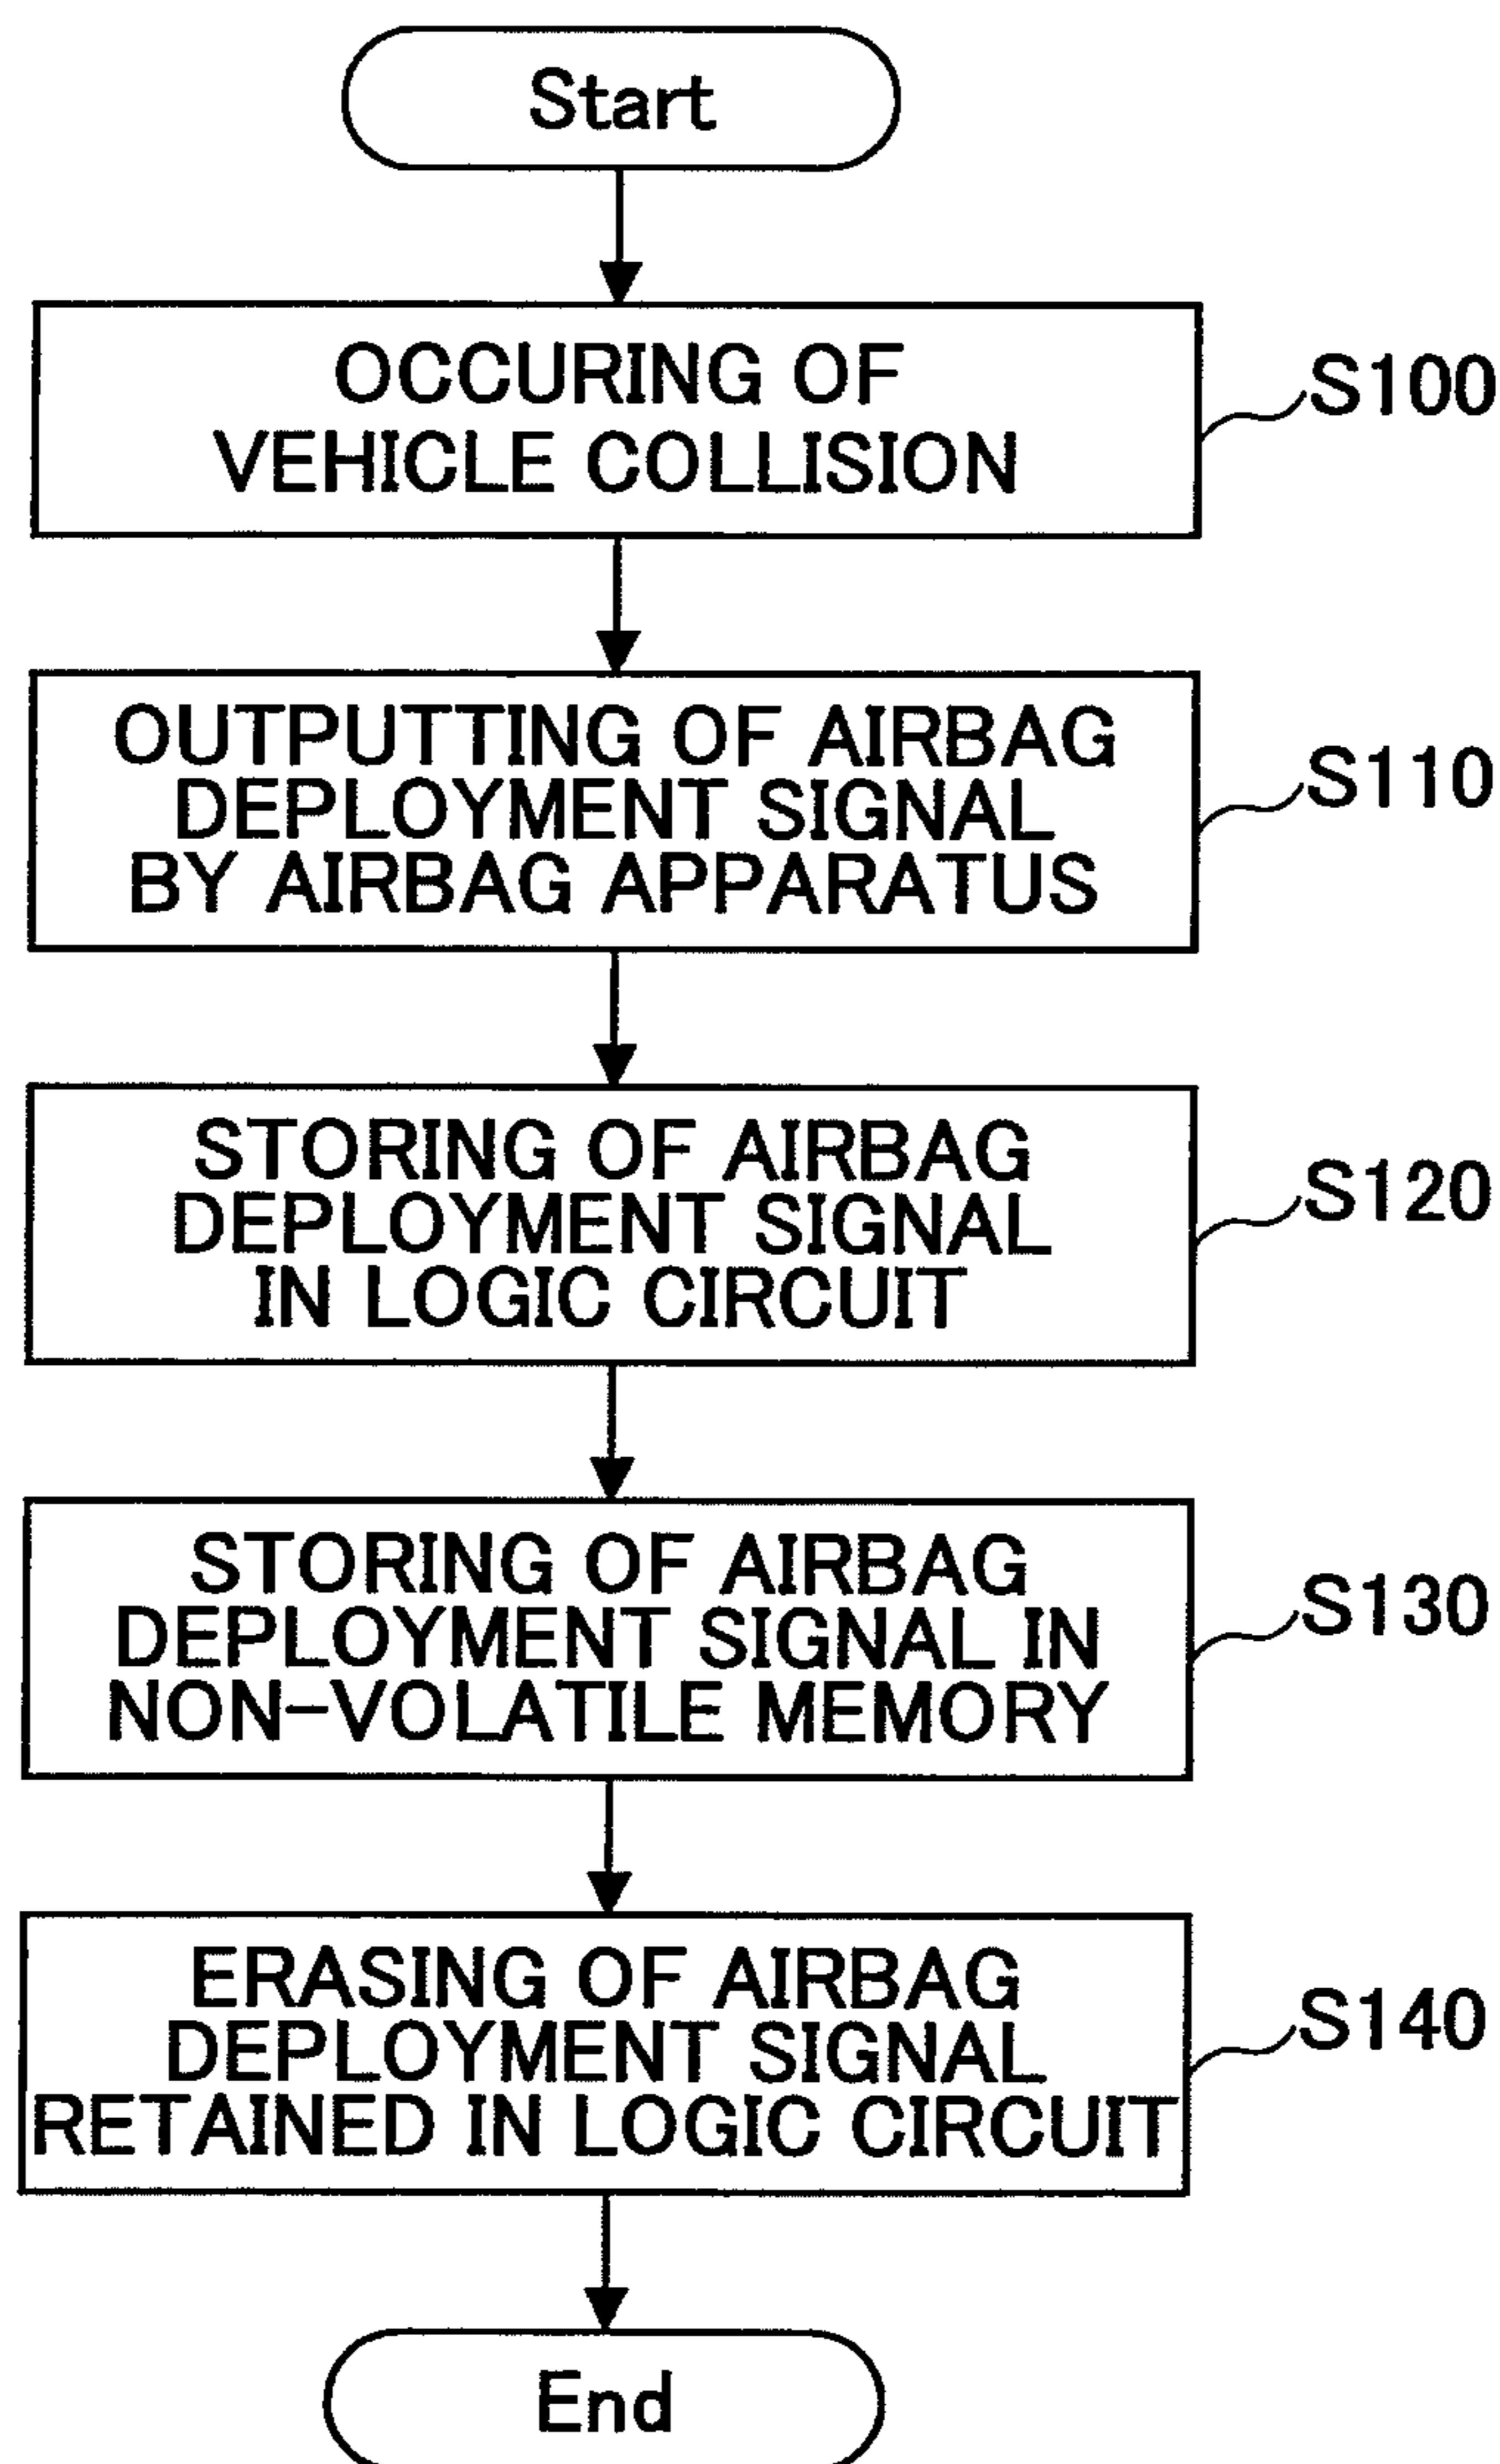 Start
OCCURING OF
VEHICLE COLLISION
S100
OUTPUTTING OF AIRBAG
DEPLOYMENT SIGNAL
BY AIRBAG APPARATUS
S110
STORING OF AIRBAG
DEPLOYMENT SIGNAL
IN LOGIC CIRCUIT
S120
STORING OF AIRBAG
DEPLOYMENT SIGNAL IN
NON-VOLATILE MEMORY
S130
ERASING OF AIRBAG
DEPLOYMENT SIGNAL
RETAINED IN LOGIC CIRCUIT
S140
End